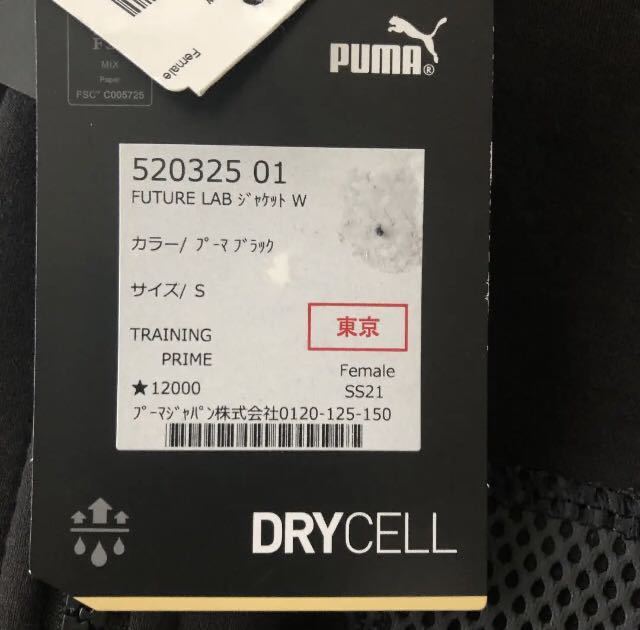 MIX
Paper
FSC® C005725
Female
PUMA®
520325 01
FUTURE LAB ｼﾞｬｹｯﾄ W
カラー/ ﾌﾟｰﾏ ﾌﾞﾗｯｸ
サイズ/ S
東京
TRAINING
PRIME
Female
★12000
SS21
ﾌﾟｰﾏｼﾞｬﾊﾟﾝ株式会社0120-125-150
DRYCELL